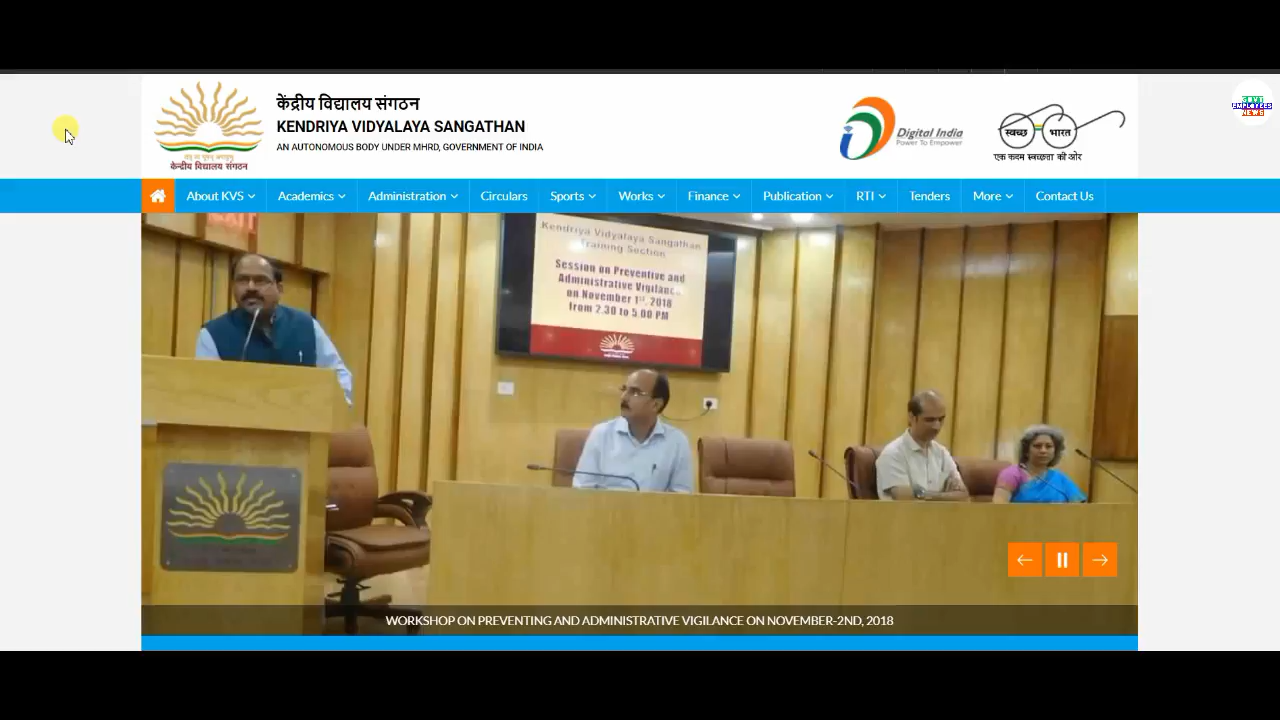 केंद्रीय विद्यालय संगठन
KENDRIYA VIDYALAYA SANGATHAN
AN AUTONOMOUS BODY UNDER MHRD, GOVERNMENT OF INDIA
केन्द्रीय विद्यालय संगठन
Digital India
Power To Empower
स्वच्छ भारत
एक कदम स्वच्छता की ओर
EMPLOYEES
NEWS
About KVS
Academics
Administration
Circulars
Sports
Works
Finance
Publication
RTI
Tenders
More
Contact Us
Kendriya Vidyalaya Sangathan
Training Section
Session on Preventive and
Administrative Vigilance
on November 1st, 2018
from 2.30 to 5.00 PM
WORKSHOP ON PREVENTING AND ADMINISTRATIVE VIGILANCE ON NOVEMBER-2ND, 2018